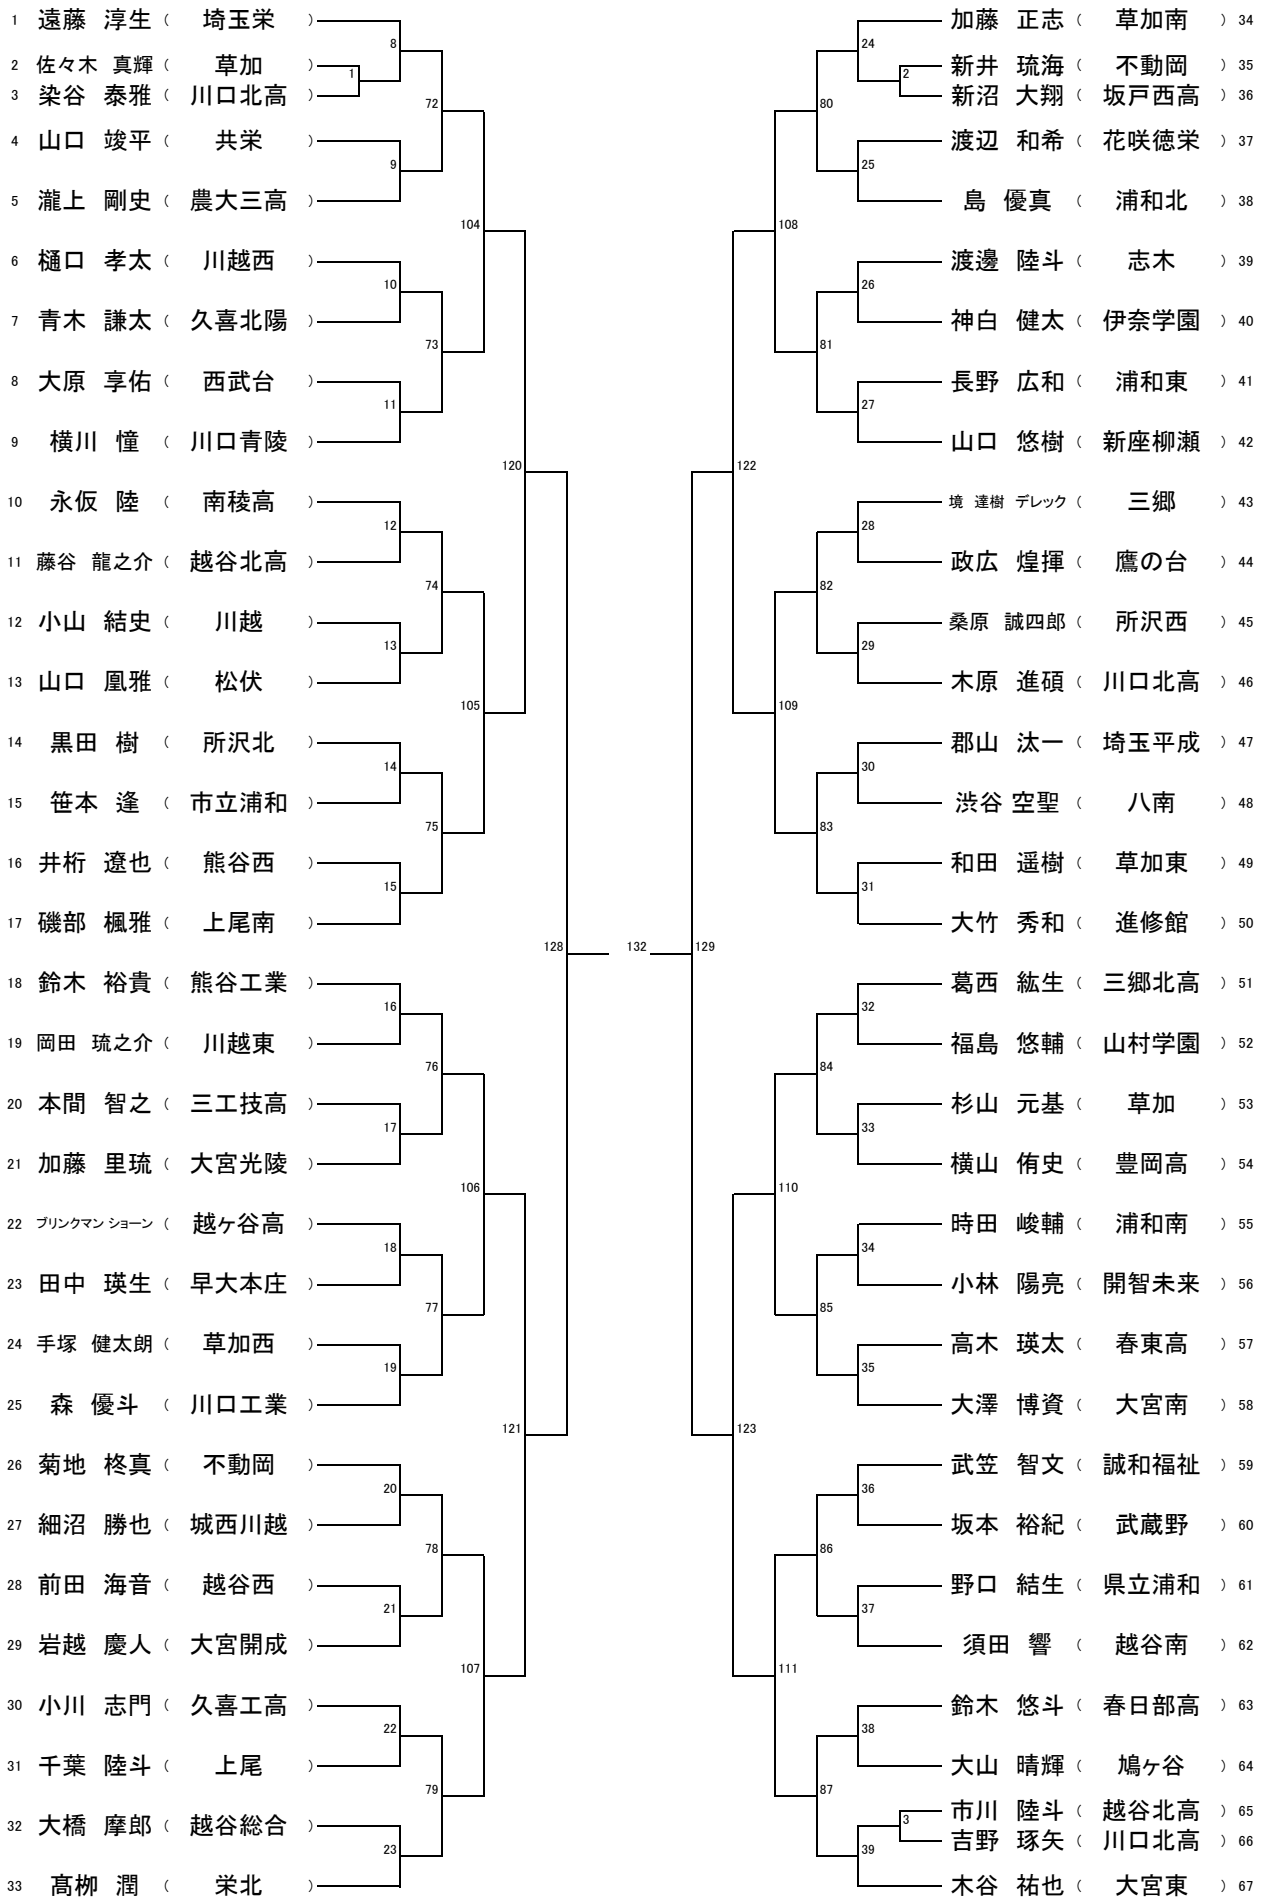 1 遠藤 淳生 ( 埼玉栄 )
2 佐々木 真輝 ( 草加 )
3 染谷 泰雅 ( 川口北高 )
4 山口 竣平 ( 共栄 )
5 瀧上 剛史 ( 農大三高 )
6 樋口 孝太 ( 川越西 )
7 青木 謙太 ( 久喜北陽 )
8 大原 享佑 ( 西武台 )
9 横川 憧 ( 川口青陵 )
10 永仮 陸 ( 南稜高 )
11 藤谷 龍之介 ( 越谷北高 )
12 小山 結史 ( 川越 )
13 山口 凰雅 ( 松伏 )
14 黒田 樹 ( 所沢北 )
15 笹本 逢 ( 市立浦和 )
16 井桁 遼也 ( 熊谷西 )
17 磯部 楓雅 ( 上尾南 )
18 鈴木 裕貴 ( 熊谷工業 )
19 岡田 琉之介 ( 川越東 )
20 本間 智之 ( 三工技高 )
21 加藤 里琉 ( 大宮光陵 )
22 ブリンクマン ショーン ( 越ヶ谷高 )
23 田中 瑛生 ( 早大本庄 )
24 手塚 健太朗 ( 草加西 )
25 森 優斗 ( 川口工業 )
26 菊地 柊真 ( 不動岡 )
27 細沼 勝也 ( 城西川越 )
28 前田 海音 ( 越谷西 )
29 岩越 慶人 ( 大宮開成 )
30 小川 志門 ( 久喜工高 )
31 千葉 陸斗 ( 上尾 )
32 大橋 摩郎 ( 越谷総合 )
33 髙栁 潤 ( 栄北 )
1
8
9
10
11
12
13
14
15
16
17
18
19
20
21
22
23
72
73
74
75
76
77
78
79
104
105
106
107
120
121
128
132
129
122
123
108
109
110
111
80
81
82
83
84
85
86
87
24
2
25
26
27
28
29
30
31
32
33
34
35
36
37
38
3
39
加藤 正志 ( 草加南 ) 34
新井 琉海 ( 不動岡 ) 35
新沼 大翔 ( 坂戸西高 ) 36
渡辺 和希 ( 花咲徳栄 ) 37
島 優真 ( 浦和北 ) 38
渡邊 陸斗 ( 志木 ) 39
神白 健太 ( 伊奈学園 ) 40
長野 広和 ( 浦和東 ) 41
山口 悠樹 ( 新座柳瀬 ) 42
境 達樹 デレック ( 三郷 ) 43
政広 煌揮 ( 鷹の台 ) 44
桑原 誠四郎 ( 所沢西 ) 45
木原 進碩 ( 川口北高 ) 46
郡山 汰一 ( 埼玉平成 ) 47
渋谷 空聖 ( 八南 ) 48
和田 遥樹 ( 草加東 ) 49
大竹 秀和 ( 進修館 ) 50
葛西 紘生 ( 三郷北高 ) 51
福島 悠輔 ( 山村学園 ) 52
杉山 元基 ( 草加 ) 53
横山 侑史 ( 豊岡高 ) 54
時田 峻輔 ( 浦和南 ) 55
小林 陽亮 ( 開智未来 ) 56
高木 瑛太 ( 春東高 ) 57
大澤 博資 ( 大宮南 ) 58
武笠 智文 ( 誠和福祉 ) 59
坂本 裕紀 ( 武蔵野 ) 60
野口 結生 ( 県立浦和 ) 61
須田 響 ( 越谷南 ) 62
鈴木 悠斗 ( 春日部高 ) 63
大山 晴輝 ( 鳩ヶ谷 ) 64
市川 陸斗 ( 越谷北高 ) 65
吉野 琢矢 ( 川口北高 ) 66
木谷 祐也 ( 大宮東 ) 67